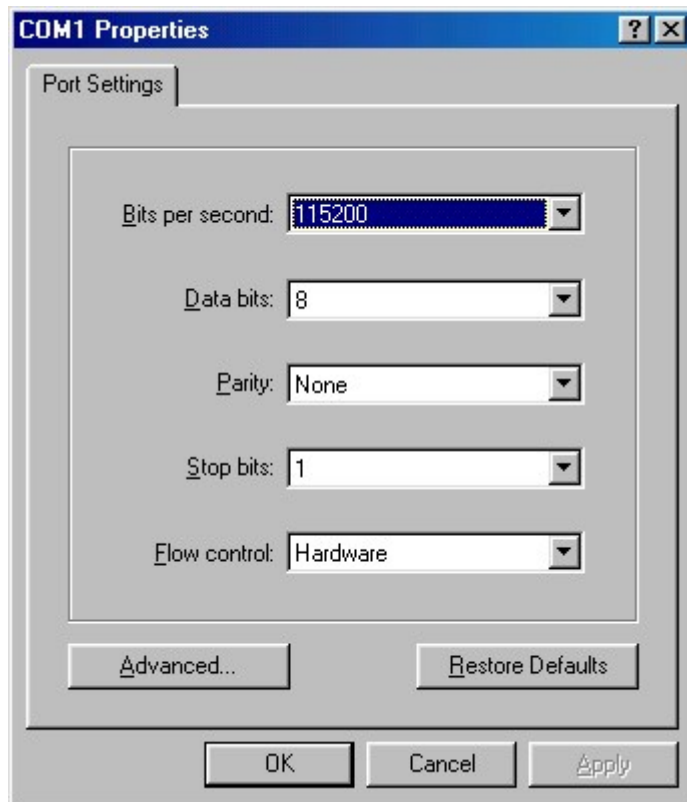 COM1 Properties
Port Settings
Bits per second: 115200
Data bits: 8
Parity: None
Stop bits: 1
Flow control: Hardware
Advanced... Restore Defaults
OK Cancel Apply